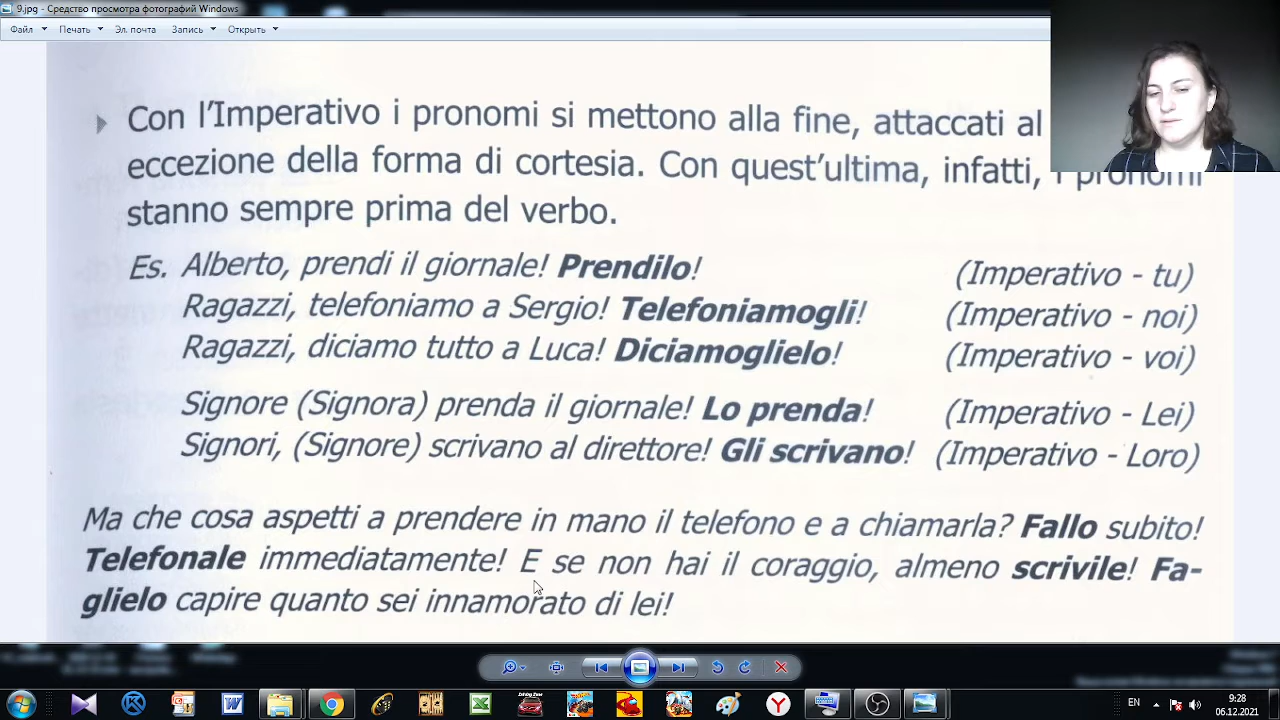 9.jpg - Средство просмотра фотографий Windows
Файл Печать Эл. почта Запись Открыть
Con l'Imperativo i pronomi si mettono alla fine, attaccati al
eccezione della forma di cortesia. Con quest'ultima, infatti, i pronomi
stanno sempre prima del verbo.
Es. Alberto, prendi il giornale! Prendilo! (Imperativo - tu)
Ragazzi, telefoniamo a Sergio! Telefoniamogli! (Imperativo - noi)
Ragazzi, diciamo tutto a Luca! Diciamoglielo! (Imperativo - voi)
Signore (Signora) prenda il giornale! Lo prenda! (Imperativo - Lei)
Signori, (Signore) scrivano al direttore! Gli scrivano! (Imperativo - Loro)
Ma che cosa aspetti a prendere in mano il telefono e a chiamarla? Fallo subito!
Telefonale immediatamente! E se non hai il coraggio, almeno scrivile! Fa-
glielo capire quanto sei innamorato di lei!
EN 9:28
06.12.2021